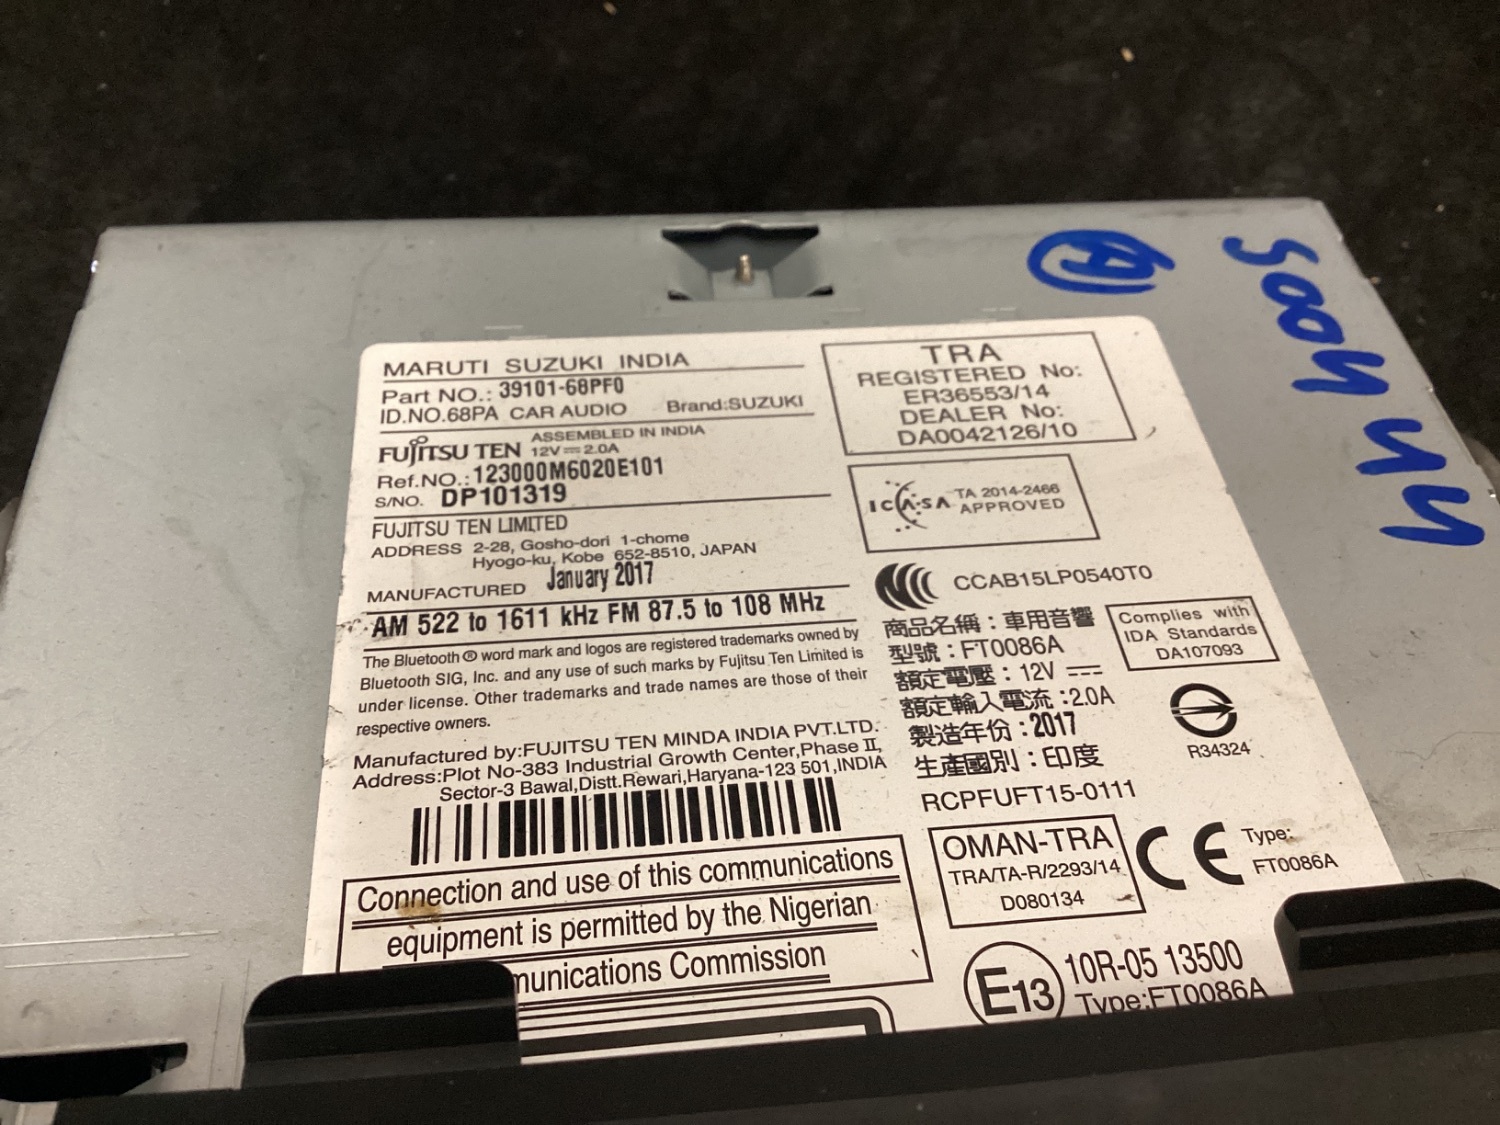 MARUTI SUZUKI INDIA
Part NO.: 39101-68PF0
ID.NO.68PA CAR AUDIO Brand:SUZUKI
FUJITSU TEN ASSEMBLED IN INDIA
12V 2.0A
Ref.NO.: 123000M6020E101
S/NO. DP101319
FUJITSU TEN LIMITED
ADDRESS 2-28, Gosho-dori 1-chome
Hyogo-ku, Kobe 652-8510, JAPAN
MANUFACTURED January 2017
AM 522 to 1611 kHz FM 87.5 to 108 MHz
The Bluetooth® word mark and logos are registered trademarks owned by
Bluetooth SIG, Inc. and any use of such marks by Fujitsu Ten Limited is
under license. Other trademarks and trade names are those of their
respective owners.
Manufactured by:FUJITSU TEN MINDA INDIA PVT.LTD.
Address:Plot No-383 Industrial Growth Center,Phase II,
Sector-3 Bawal,Distt.Rewari,Haryana-123 501,INDIA
Connection and use of this communications
equipment is permitted by the Nigerian
munications Commission
TRA
REGISTERED No:
ER36553/14
DEALER No:
DA0042126/10
ICASA TA 2014-2466
APPROVED
CCAB15LP0540T0
商品名稱：車用音響
型號：FT0086A
額定電壓：12V
額定輸入電流：2.0A
製造年份：2017
生產國別：印度
Complies with
IDA Standards
DA107093
R34324
RCPFUFT15-0111
OMAN-TRA
TRA/TA-R/2293/14
D080134
CE Type:
FT0086A
E13 10R-05 13500
Type:FT0086A